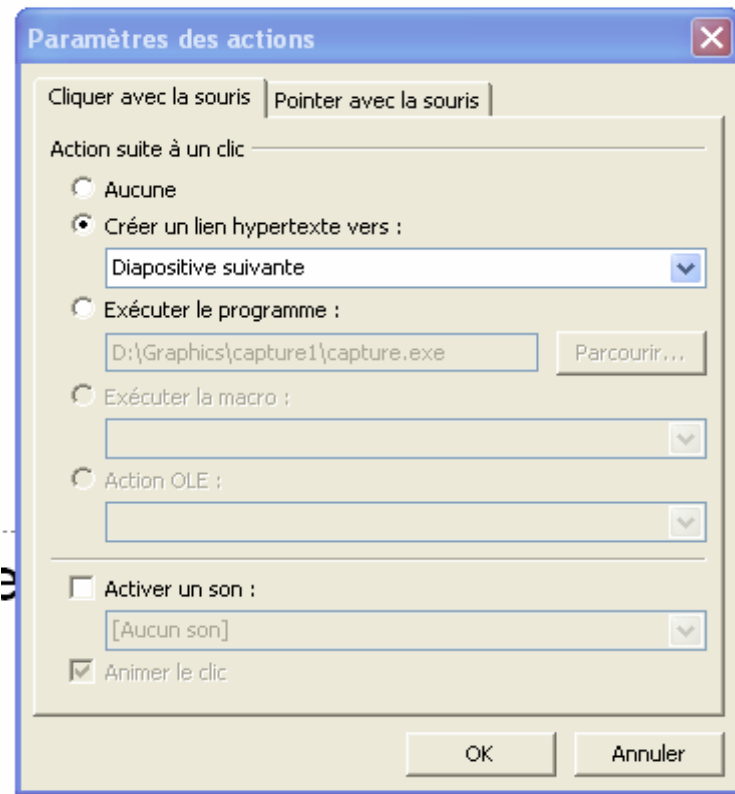 Paramètres des actions
Cliquer avec la souris
Pointer avec la souris
Action suite à un clic
Aucune
Créer un lien hypertexte vers :
Diapositive suivante
Exécuter le programme :
D:\Graphics\capture1\capture.exe
Parcourir...
Exécuter la macro :
Action OLE :
e
Activer un son :
[Aucun son]
Animer le clic
OK
Annuler